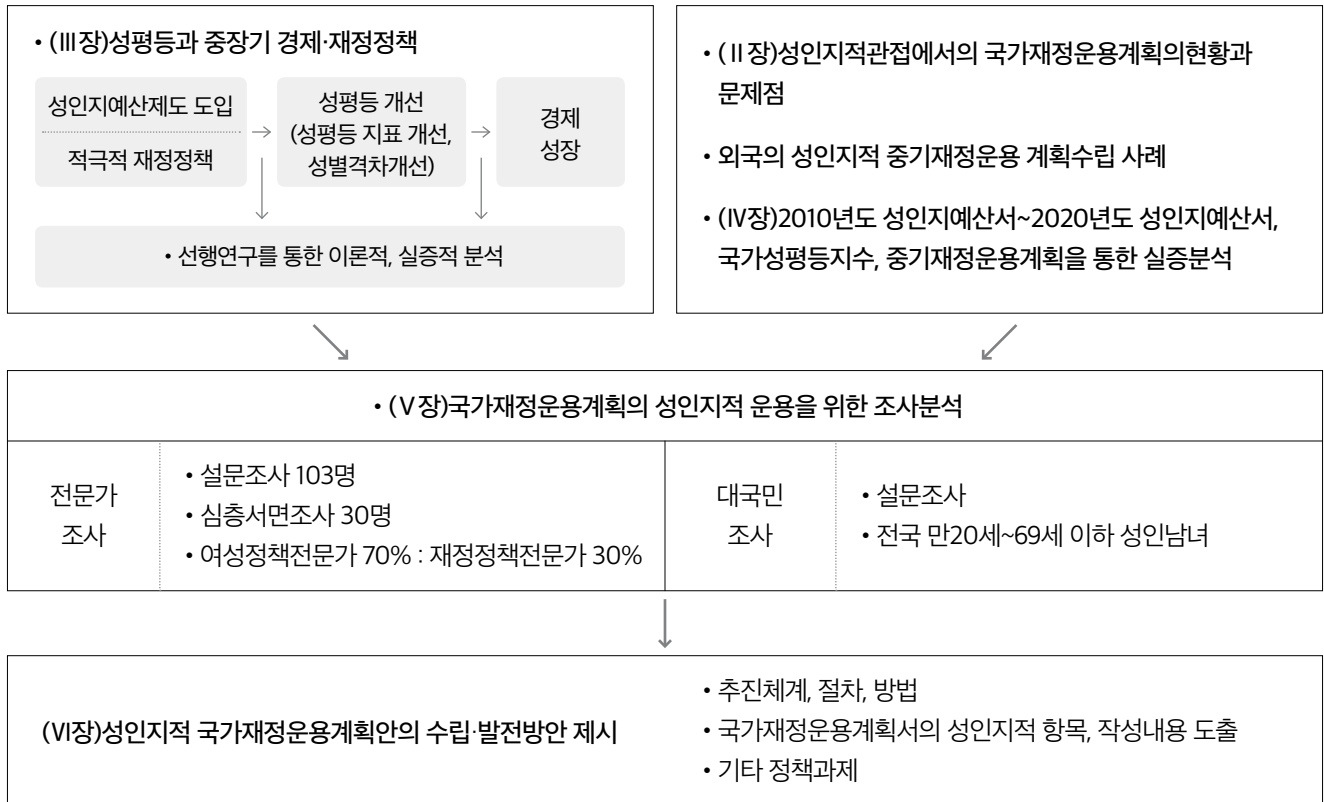 • (Ⅲ장)성평등과 중장기 경제·재정정책
성인지예산제도 도입
적극적 재정정책
성평등 개선
(성평등 지표 개선,
성별격차개선)
경제
성장
• 선행연구를 통한 이론적, 실증적 분석
• (Ⅱ장)성인지적관접에서의 국가재정운용계획의현황과
문제점
• 외국의 성인지적 중기재정운용 계획수립 사례
• (Ⅳ장)2010년도 성인지예산서~2020년도 성인지예산서,
국가성평등지수, 중기재정운용계획을 통한 실증분석
• (Ⅴ장)국가재정운용계획의 성인지적 운용을 위한 조사분석
전문가
조사
• 설문조사 103명
• 심층서면조사 30명
• 여성정책전문가 70% : 재정정책전문가 30%
대국민
조사
• 설문조사
• 전국 만20세~69세 이하 성인남녀
(Ⅵ장)성인지적 국가재정운용계획안의 수립·발전방안 제시
• 추진체계, 절차, 방법
• 국가재정운용계획서의 성인지적 항목, 작성내용 도출
• 기타 정책과제